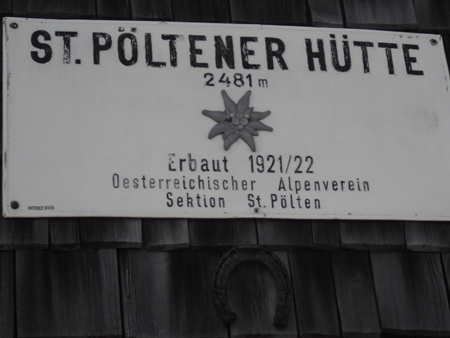 ST. PÖLTENER HÜTTE
2481 m
Erbaut 1921/22
Oesterreichischer Alpenverein
Sektion St. Pölten